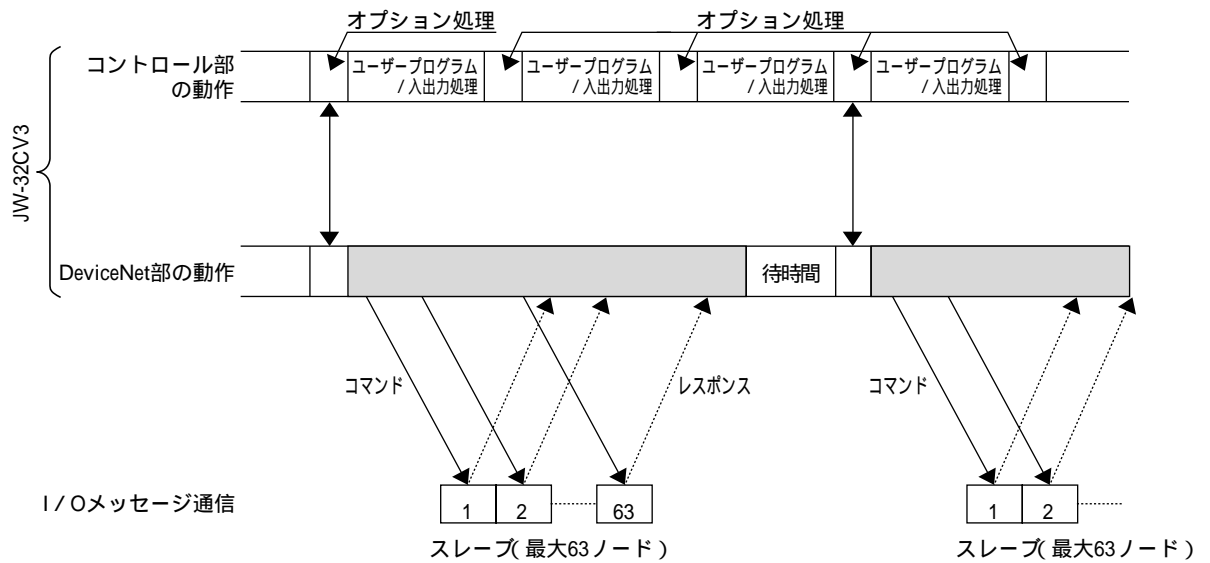 オプション処理 オプション処理
コントロール部
の動作
ユーザープログラム
/入出力処理
ユーザープログラム
/入出力処理
ユーザープログラム
/入出力処理
ユーザープログラム
/入出力処理
JW-32CV3
DeviceNet部の動作
待時間
コマンド レスポンス コマンド
I/Oメッセージ通信
1 2 63 1 2
スレーブ(最大63ノード) スレーブ(最大63ノード)